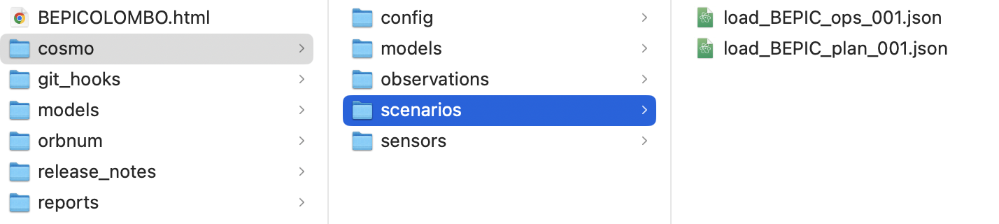 BEPICOLOMBO.html
cosmo
git_hooks
models
orbnum
release_notes
reports
config
models
observations
scenarios
sensors
load_BEPIC_ops_001.json
load_BEPIC_plan_001.json